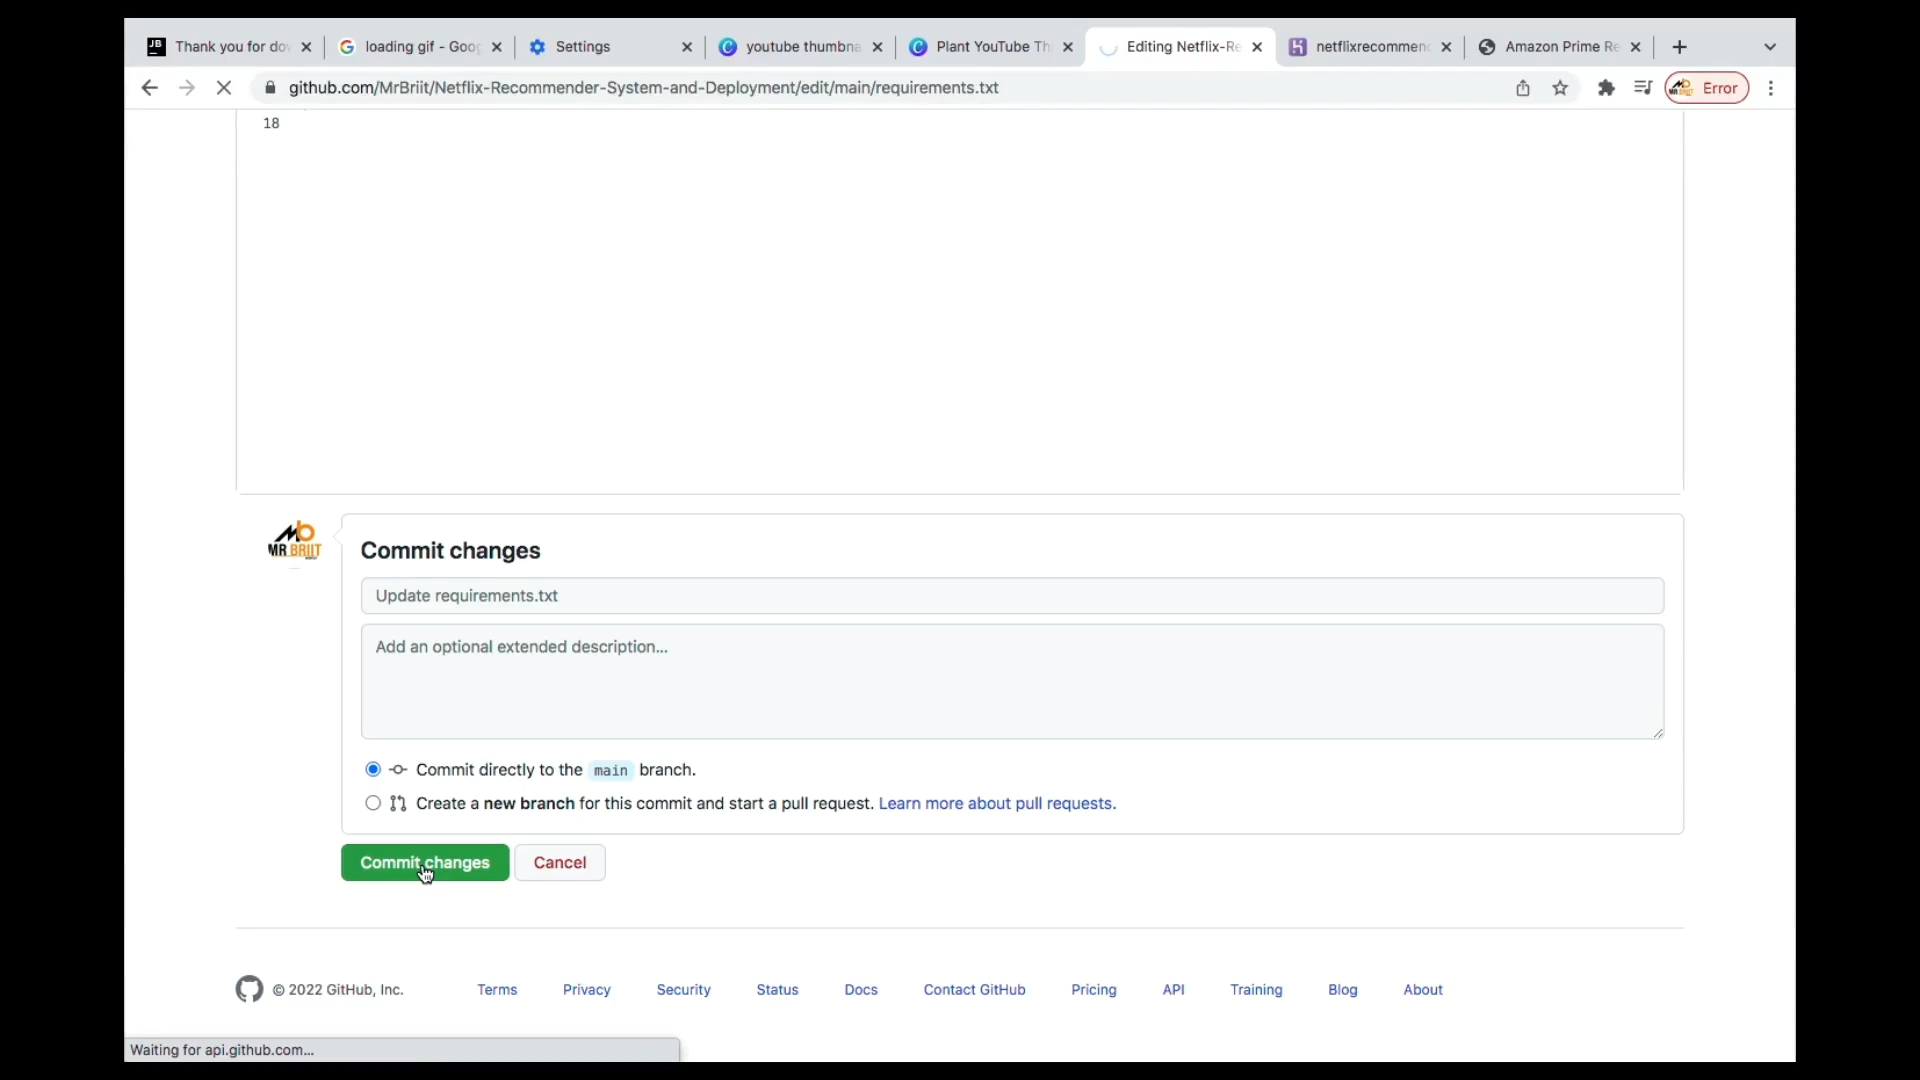 JB
Thank you for do
loading gif - Goog
Settings
youtube thumbna
Plant YouTube Th
Editing Netflix-Re
netflixrecommen
Amazon Prime Re
github.com/MrBriit/Netflix-Recommender-System-and-Deployment/edit/main/requirements.txt
Error
18
MR BRIIT
Commit changes
Update requirements.txt
Add an optional extended description...
Commit directly to the main branch.
Create a new branch for this commit and start a pull request. Learn more about pull requests.
Commit changes
Cancel
© 2022 GitHub, Inc.
Terms
Privacy
Security
Status
Docs
Contact GitHub
Pricing
API
Training
Blog
About
Waiting for api.github.com...